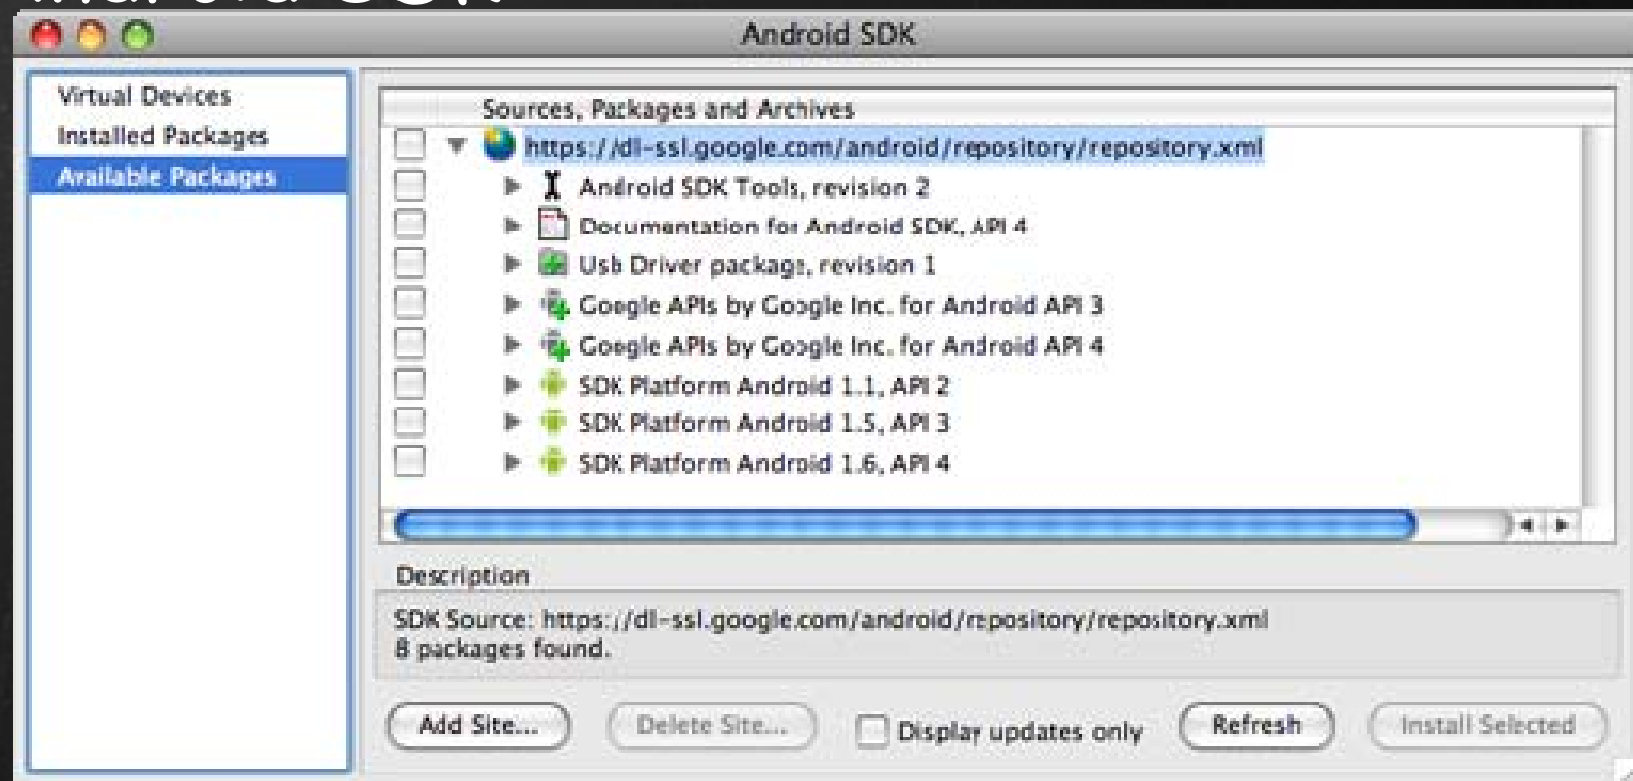 Android SDK
Android SDK
Virtual Devices
Installed Packages
Available Packages
Sources, Packages and Archives
https://dl-ssl.google.com/android/repository/repository.xml
Android SDK Tools, revision 2
Documentation for Android SDK, API 4
Usb Driver package, revision 1
Google APIs by Google Inc. for Android API 3
Google APIs by Google Inc. for Android API 4
SDK Platform Android 1.1, API 2
SDK Platform Android 1.5, API 3
SDK Platform Android 1.6, API 4
Description
SDK Source: https://dl-ssl.google.com/android/repository/repository.xml
8 packages found.
Add Site...
Delete Site...
Display updates only
Refresh
Install Selected